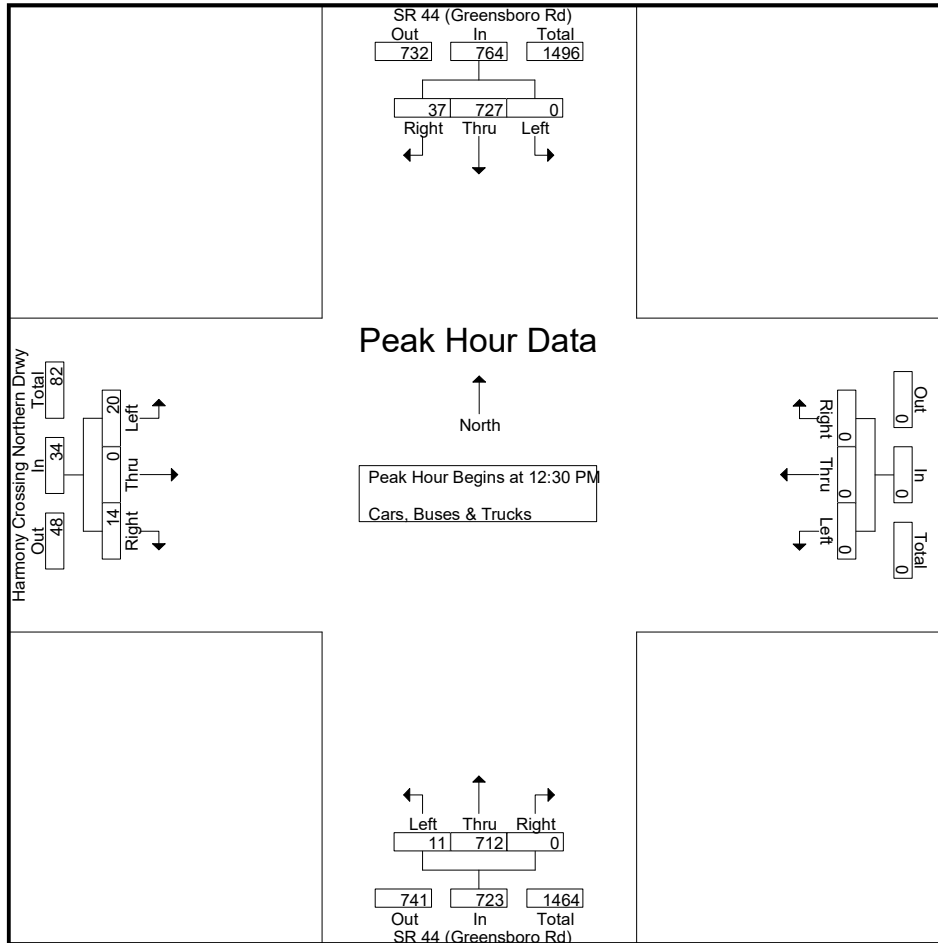 SR 44 (Greensboro Rd)
Out In Total
732 764 1496
37 727 0
Right Thru Left
Peak Hour Data
North
Peak Hour Begins at 12:30 PM
Cars, Buses & Trucks
Harmony Crossing Northern Drwy
Out In Total
48 34 82
14 0 20
Right Thru Left
Out In Total
0 0 0
0 0 0
Right Thru Left
Left Thru Right
11 712 0
741 723 1464
Out In Total
SR 44 (Greensboro Rd)